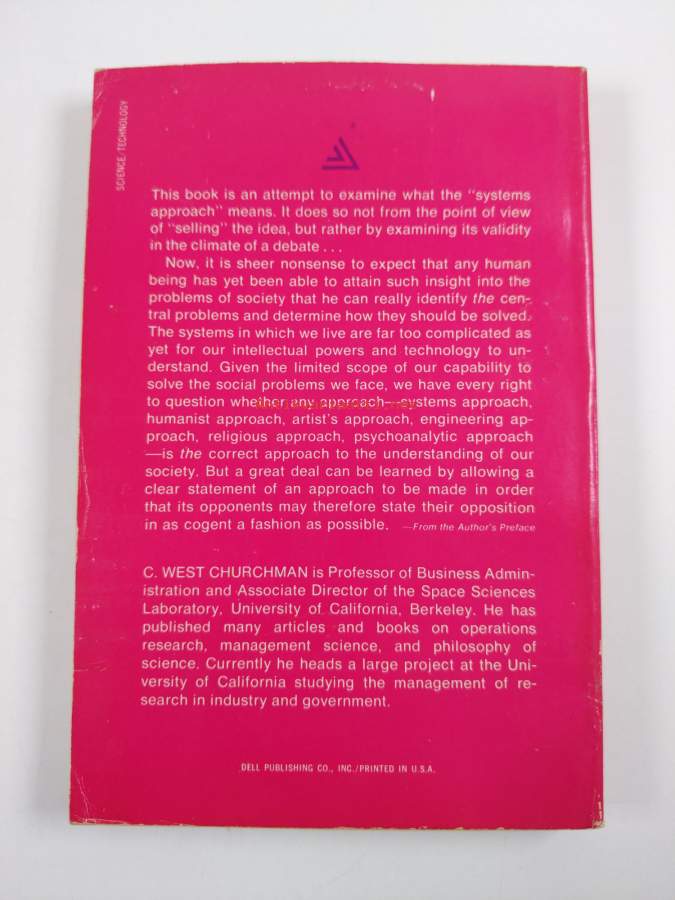 SCIENCE/TECHNOLOGY
This book is an attempt to examine what the "systems
approach" means. It does so not from the point of view
of "selling" the idea, but rather by examining its validity
in the climate of a debate . . .
Now, it is sheer nonsense to expect that any human
being has yet been able to attain such insight into the
problems of society that he can really identify the cen-
tral problems and determine how they should be solved.
The systems in which we live are far too complicated as
yet for our intellectual powers and technology to un-
derstand. Given the limited scope of our capability to
solve the social problems we face, we have every right
to question whether any approach—systems approach,
humanist approach, artist's approach, engineering ap-
proach, religious approach, psychoanalytic approach
—is the correct approach to the understanding of our
society. But a great deal can be learned by allowing a
clear statement of an approach to be made in order
that its opponents may therefore state their opposition
in as cogent a fashion as possible. —From the Author's Preface
C. WEST CHURCHMAN is Professor of Business Admin-
istration and Associate Director of the Space Sciences
Laboratory, University of California, Berkeley. He has
published many articles and books on operations
research, management science, and philosophy of
science. Currently he heads a large project at the Uni-
versity of California studying the management of re-
search in industry and government.
DELL PUBLISHING CO., INC./PRINTED IN U.S.A.